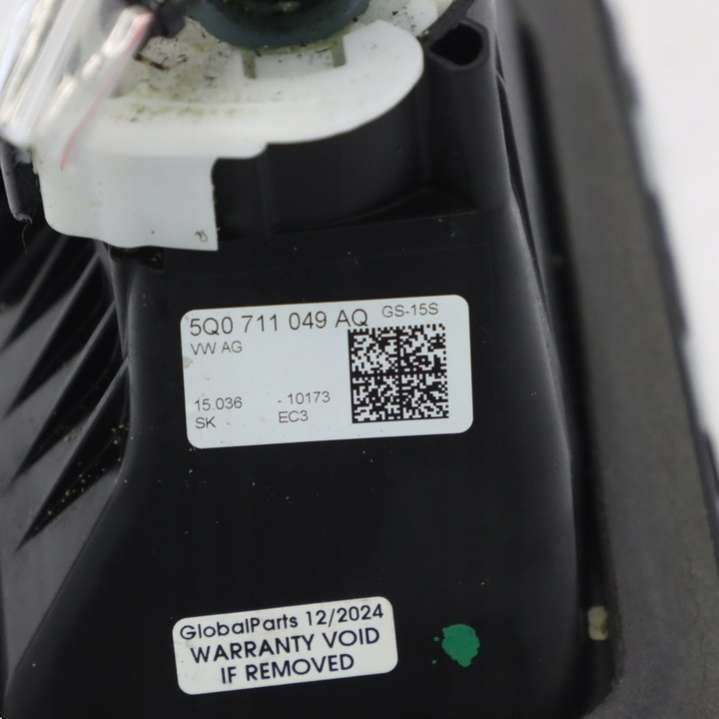 5Q0 711 049 AQ GS-15S
VW AG
15.036 - 10173
SK EC3
GlobalParts 12/2024
WARRANTY VOID
IF REMOVED